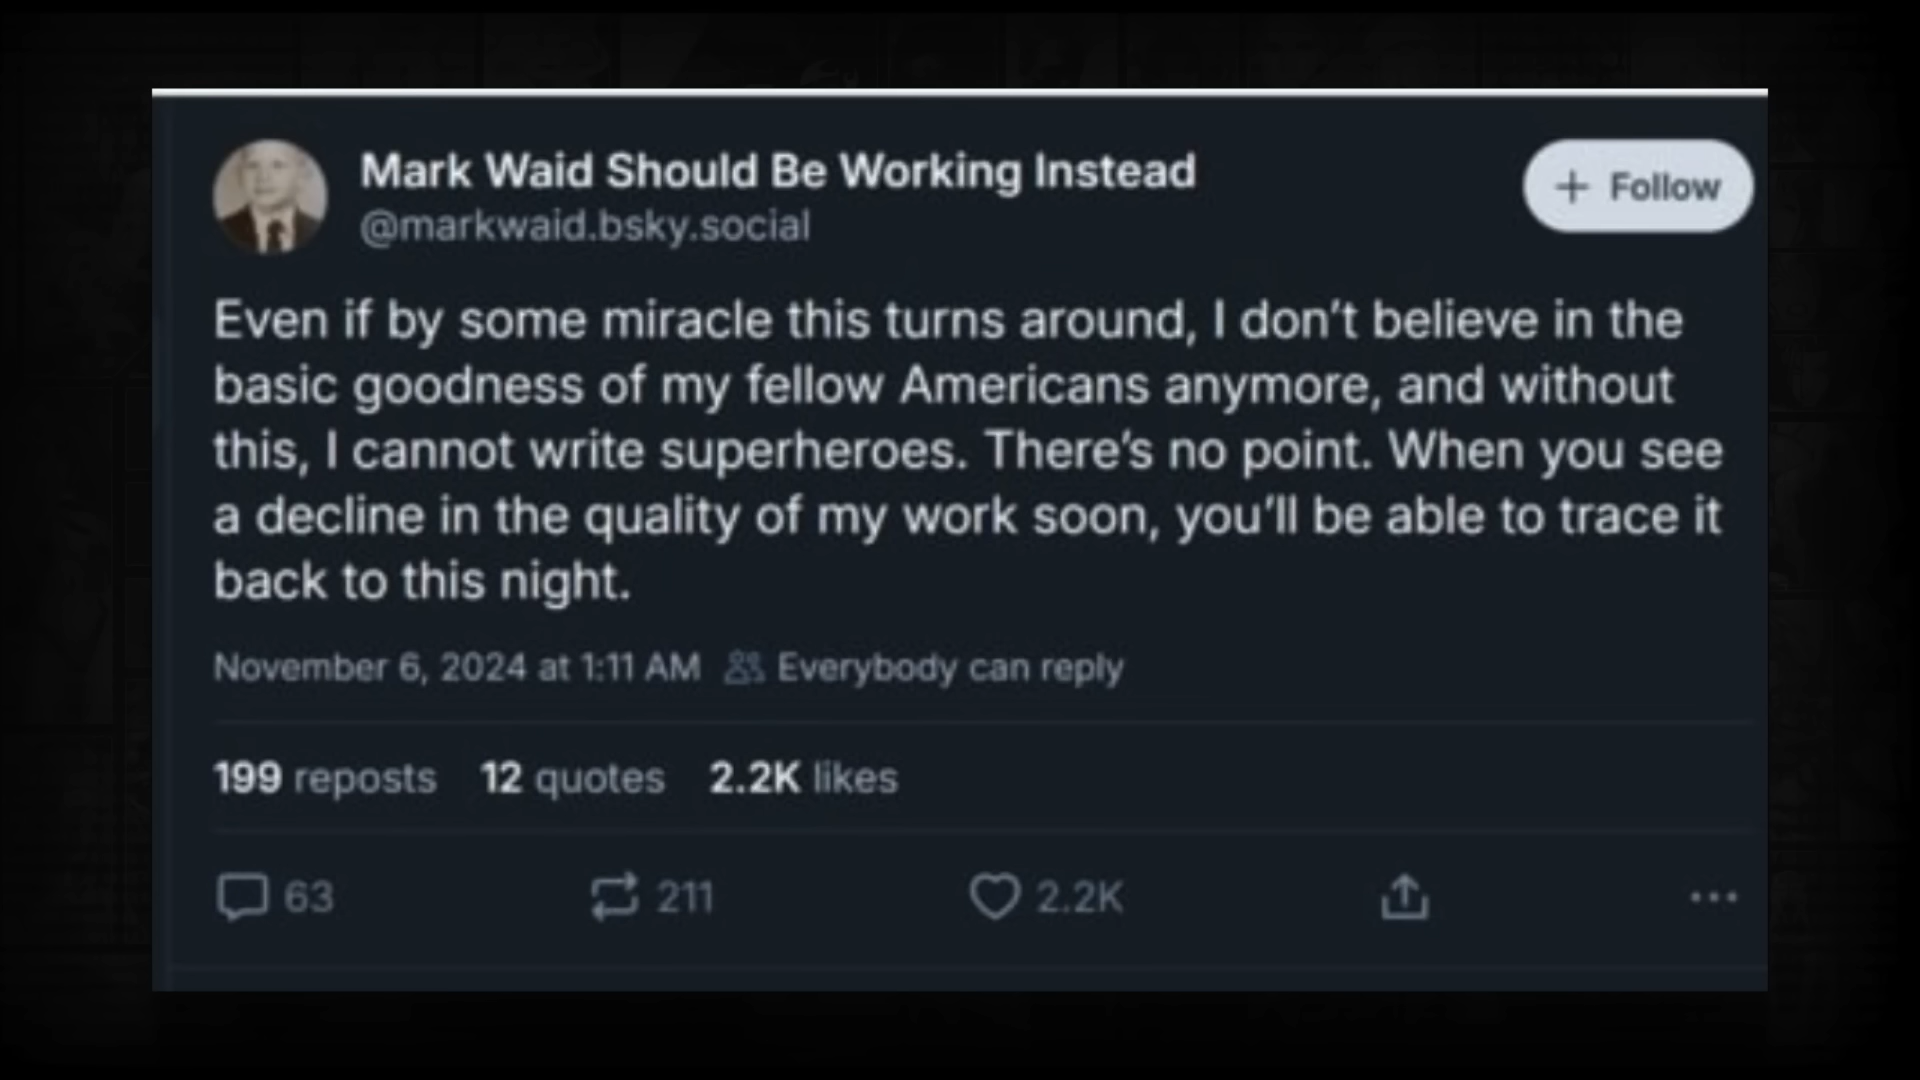 Mark Waid Should Be Working Instead
@markwaid.bsky.social
+ Follow
Even if by some miracle this turns around, I don’t believe in the
basic goodness of my fellow Americans anymore, and without
this, I cannot write superheroes. There’s no point. When you see
a decline in the quality of my work soon, you’ll be able to trace it
back to this night.
November 6, 2024 at 1:11 AM Everybody can reply
199 reposts 12 quotes 2.2K likes
63 211 2.2K